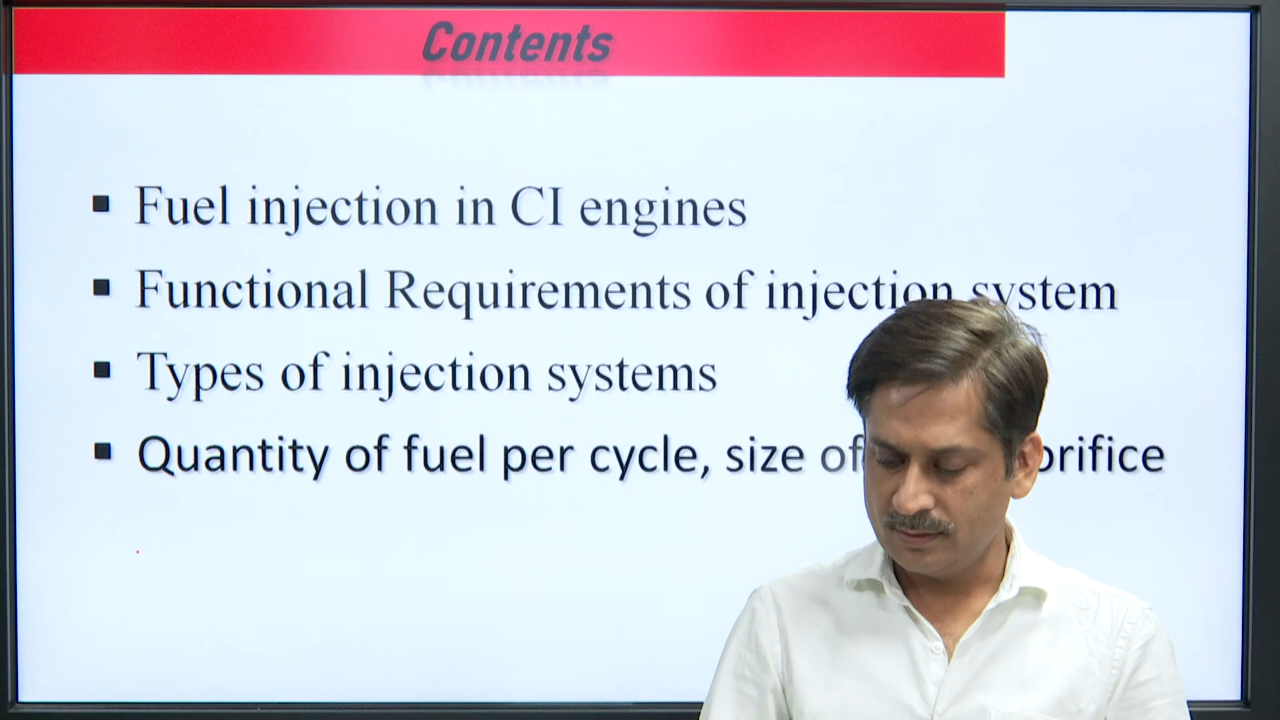 Contents
Fuel injection in CI engines
Functional Requirements of injection system
Types of injection systems
Quantity of fuel per cycle, size of orifice